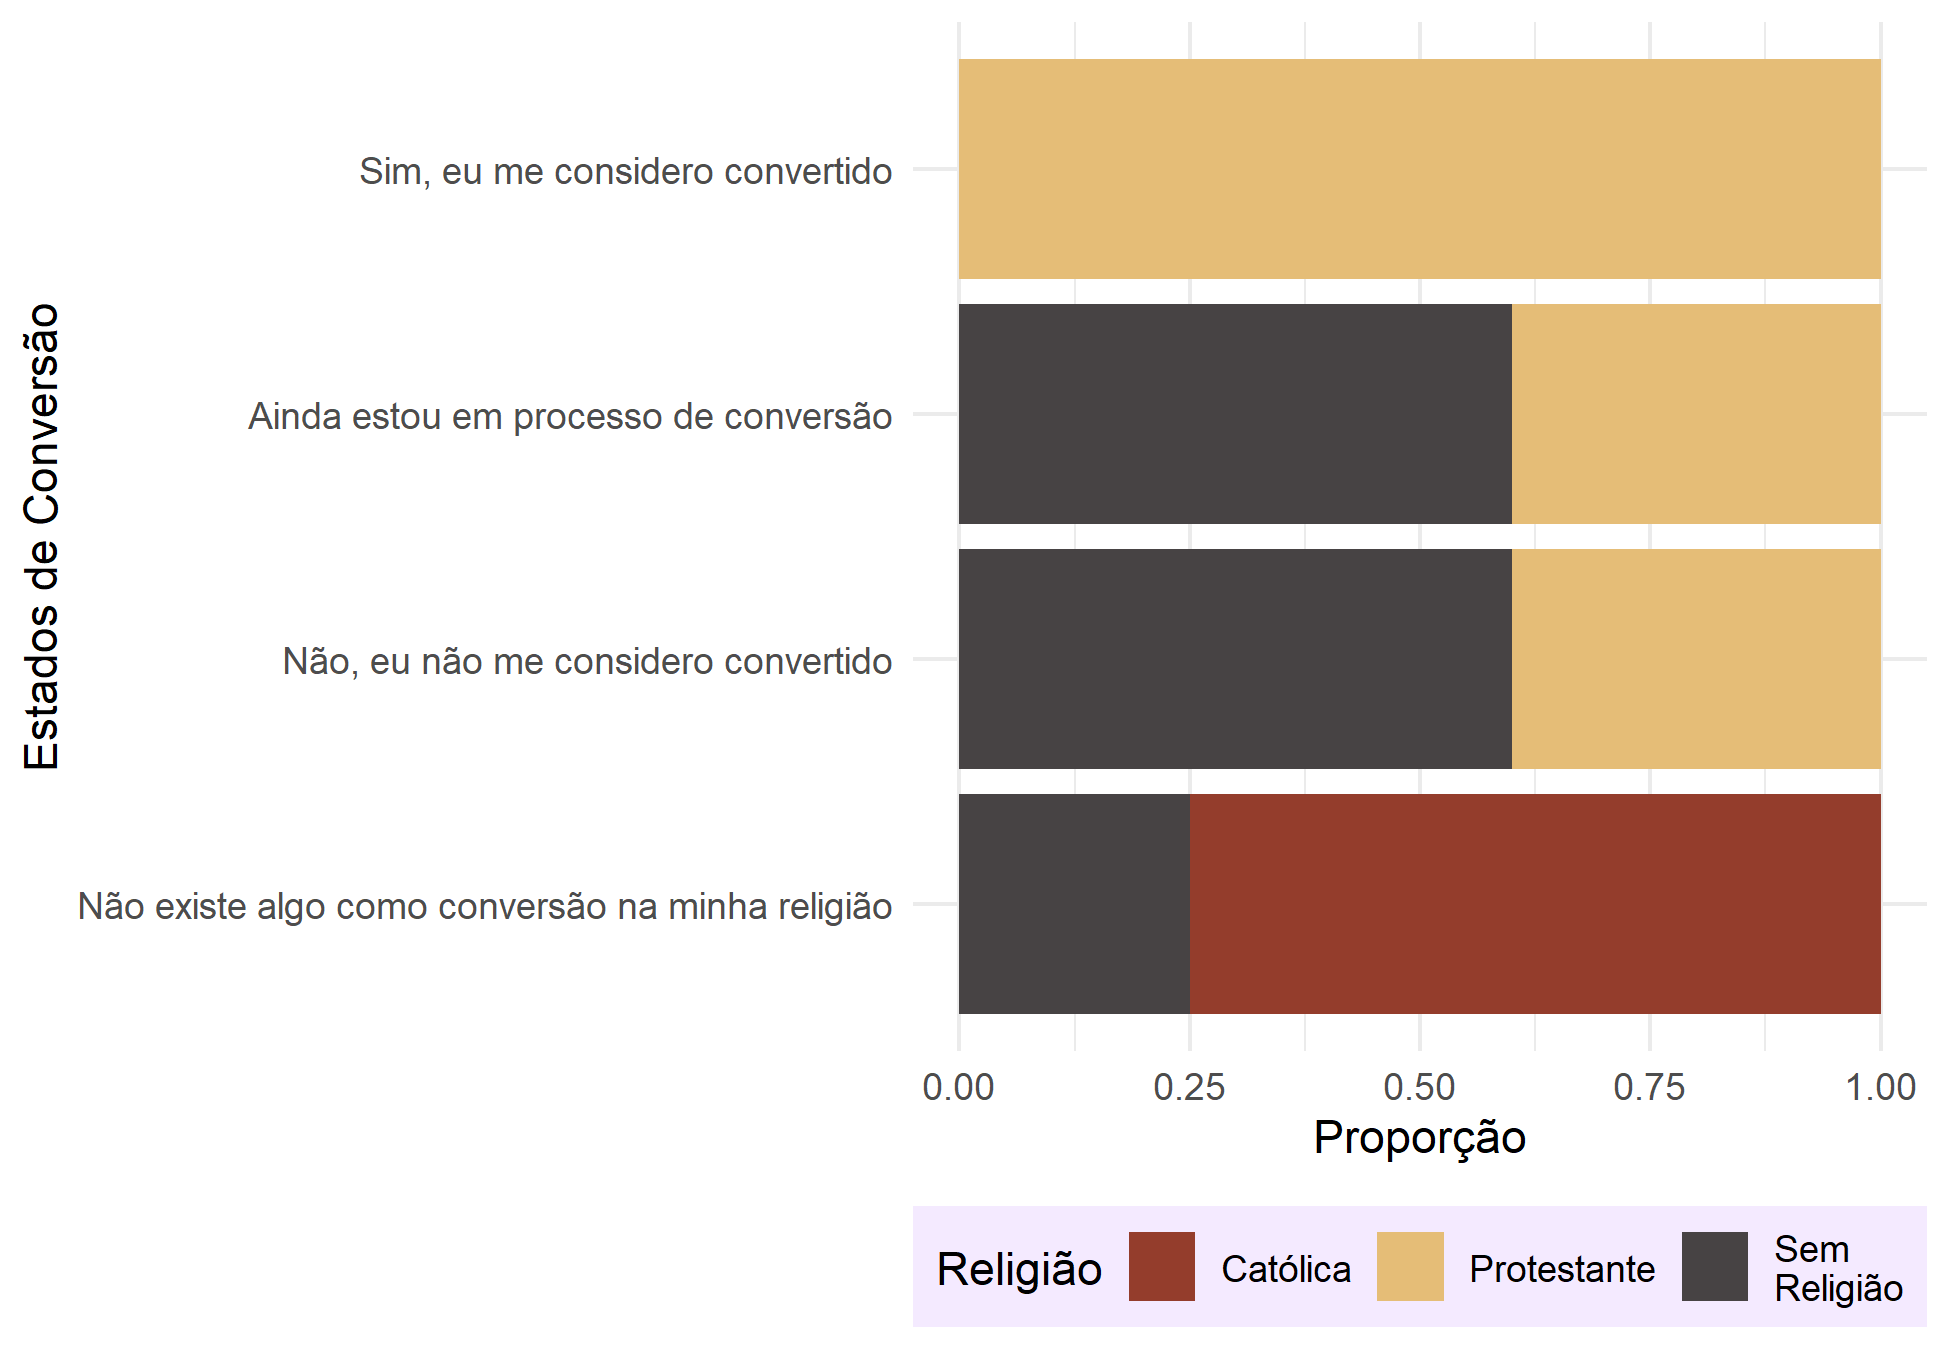 Estados de Conversão
Sim, eu me considero convertido
Ainda estou em processo de conversão
Não, eu não me considero convertido
Não existe algo como conversão na minha religião
0.00 0.25 0.50 0.75 1.00
Proporção
Religião Católica Protestante Sem
Religião